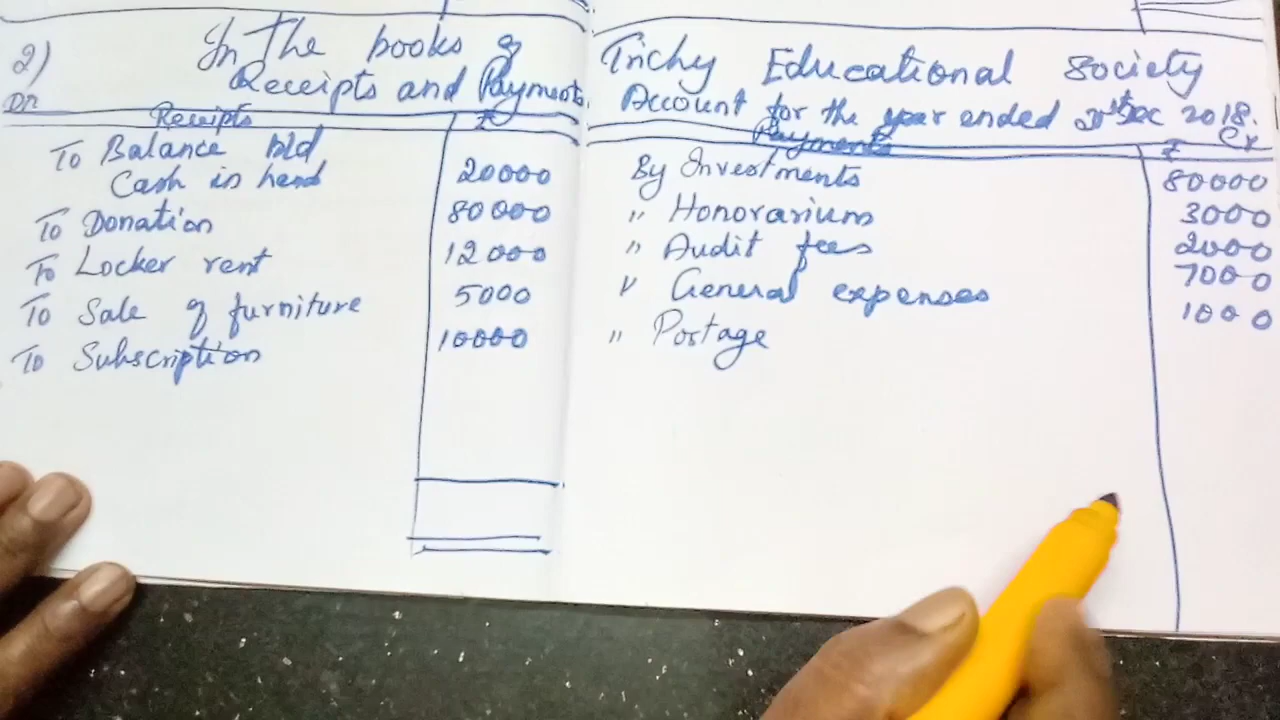 2)
In the books of Trichy Educational Society
Receipts and Payments Account for the year ended 31st Dec 2018.
Dr Cr
Receipts ₹ Payments ₹
To Balance b/d
Cash in hand 20000
To Donation 80000
To Locker rent 12000
To Sale of furniture 5000
To Subscription 10000
By Investments 80000
" Honorarium 3000
" Audit fees 2000
" General expenses 7000
" Postage 1000